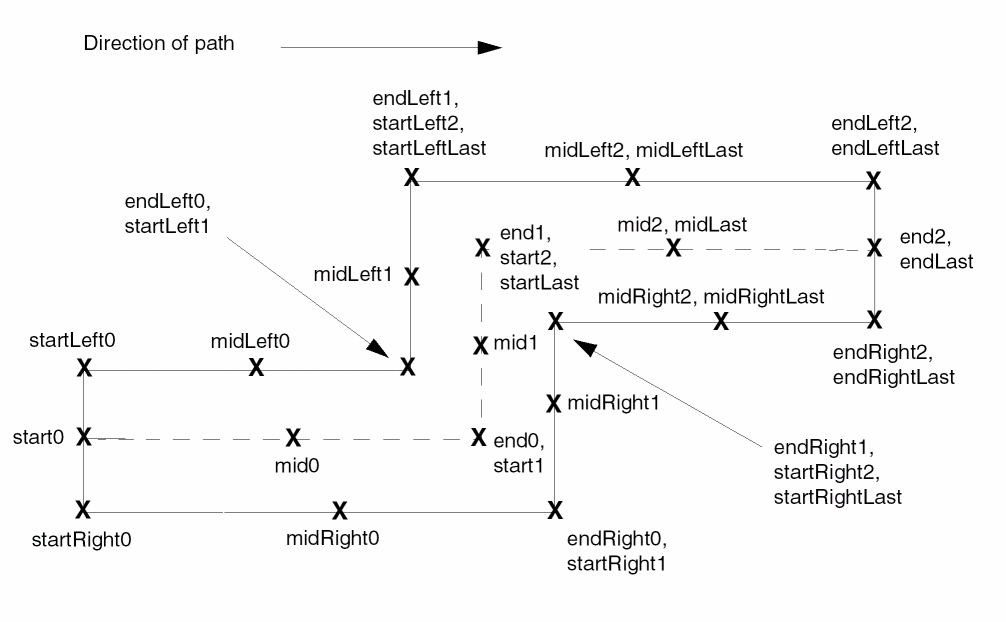 Direction of path
endLeft1,
startLeft2,
startLeftLast
midLeft2, midLeftLast
endLeft2,
endLeftLast
endLeft0,
startLeft1
midLeft1
end1,
start2,
startLast
mid2, midLast
end2,
endLast
midRight2, midRightLast
startLeft0
midLeft0
mid1
endRight2,
endRightLast
midRight1
start0
mid0
end0,
start1
endRight1,
startRight2,
startRightLast
startRight0
midRight0
endRight0,
startRight1